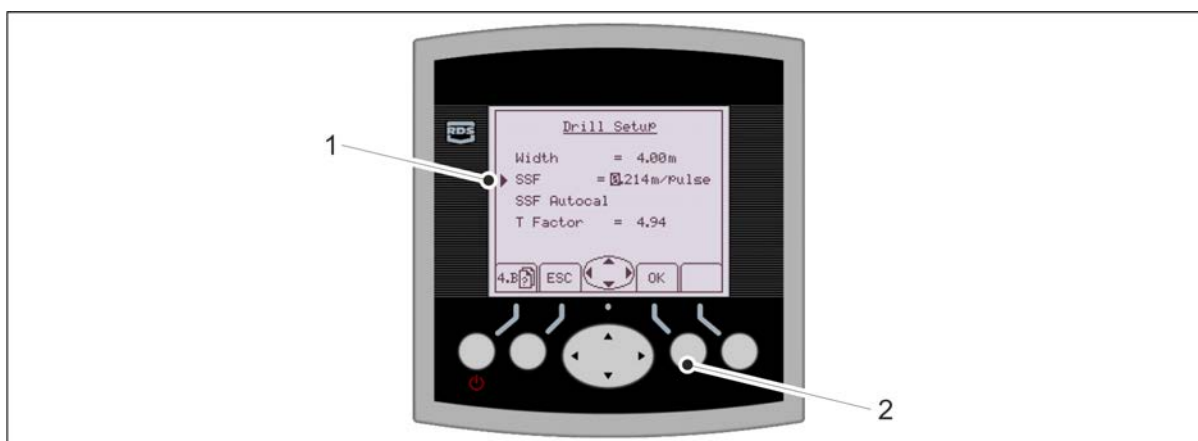 RDS
Drill Setup
Width = 4.00m
1
SSF = 0.214m/pulse
SSF Autocal
T Factor = 4.94
4.B ESC OK
2